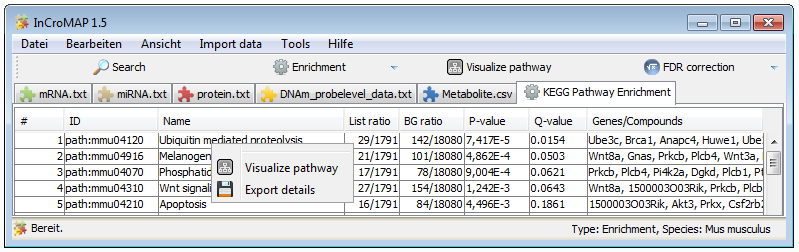 InCroMAP 1.5
Datei Bearbeiten Ansicht Import data Tools Hilfe
Search Enrichment Visualize pathway FDR correction
mRNA.txt miRNA.txt protein.txt DNAm_probelevel_data.txt Metabolite.csv KEGG Pathway Enrichment
# ID Name List ratio BG ratio P-value Q-value Genes/Compounds
1 path:mmu04120 Ubiquitin mediated proteolysis 29/1791 142/18080 7,417E-5 0.0154 Ube3c, Brca1, Anapc4, Huwe1, Ube
2 path:mmu04916 Melanogen 21/1791 101/18080 4,862E-4 0.0503 Wnt8a, Gnas, Prkcb, Plcb4, Wnt3a,
3 path:mmu04070 Phosphatid 17/1791 78/18080 9,004E-4 0.0621 Prkcb, Plcb4, Pi4k2a, Dgkd, Plcb1, Pt
4 path:mmu04310 Wnt signali 27/1791 154/18080 1,242E-3 0.0643 Wnt8a, 1500003O03Rik, Prkcb, Plcb
5 path:mmu04210 Apoptosis 16/1791 84/18080 4,496E-3 0.1861 1500003O03Rik, Akt3, Prkx, Csf2rb
Visualize pathway
Export details
Bereit. Type: Enrichment, Species: Mus musculus